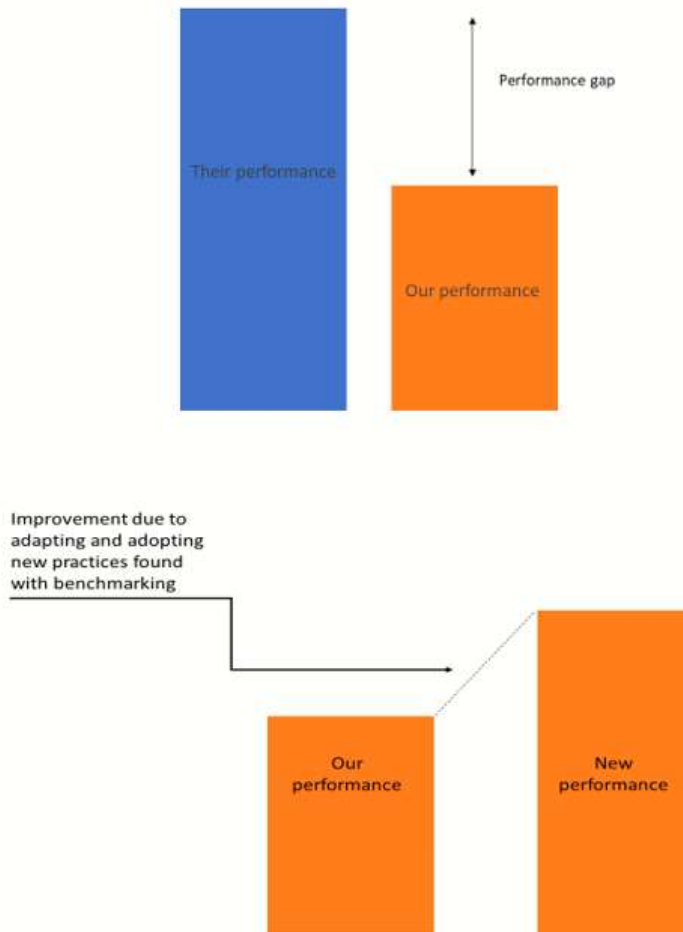 Performance gap
Their performance
Our performance
Improvement due to
adapting and adopting
new practices found
with benchmarking
Our
performance
New
performance